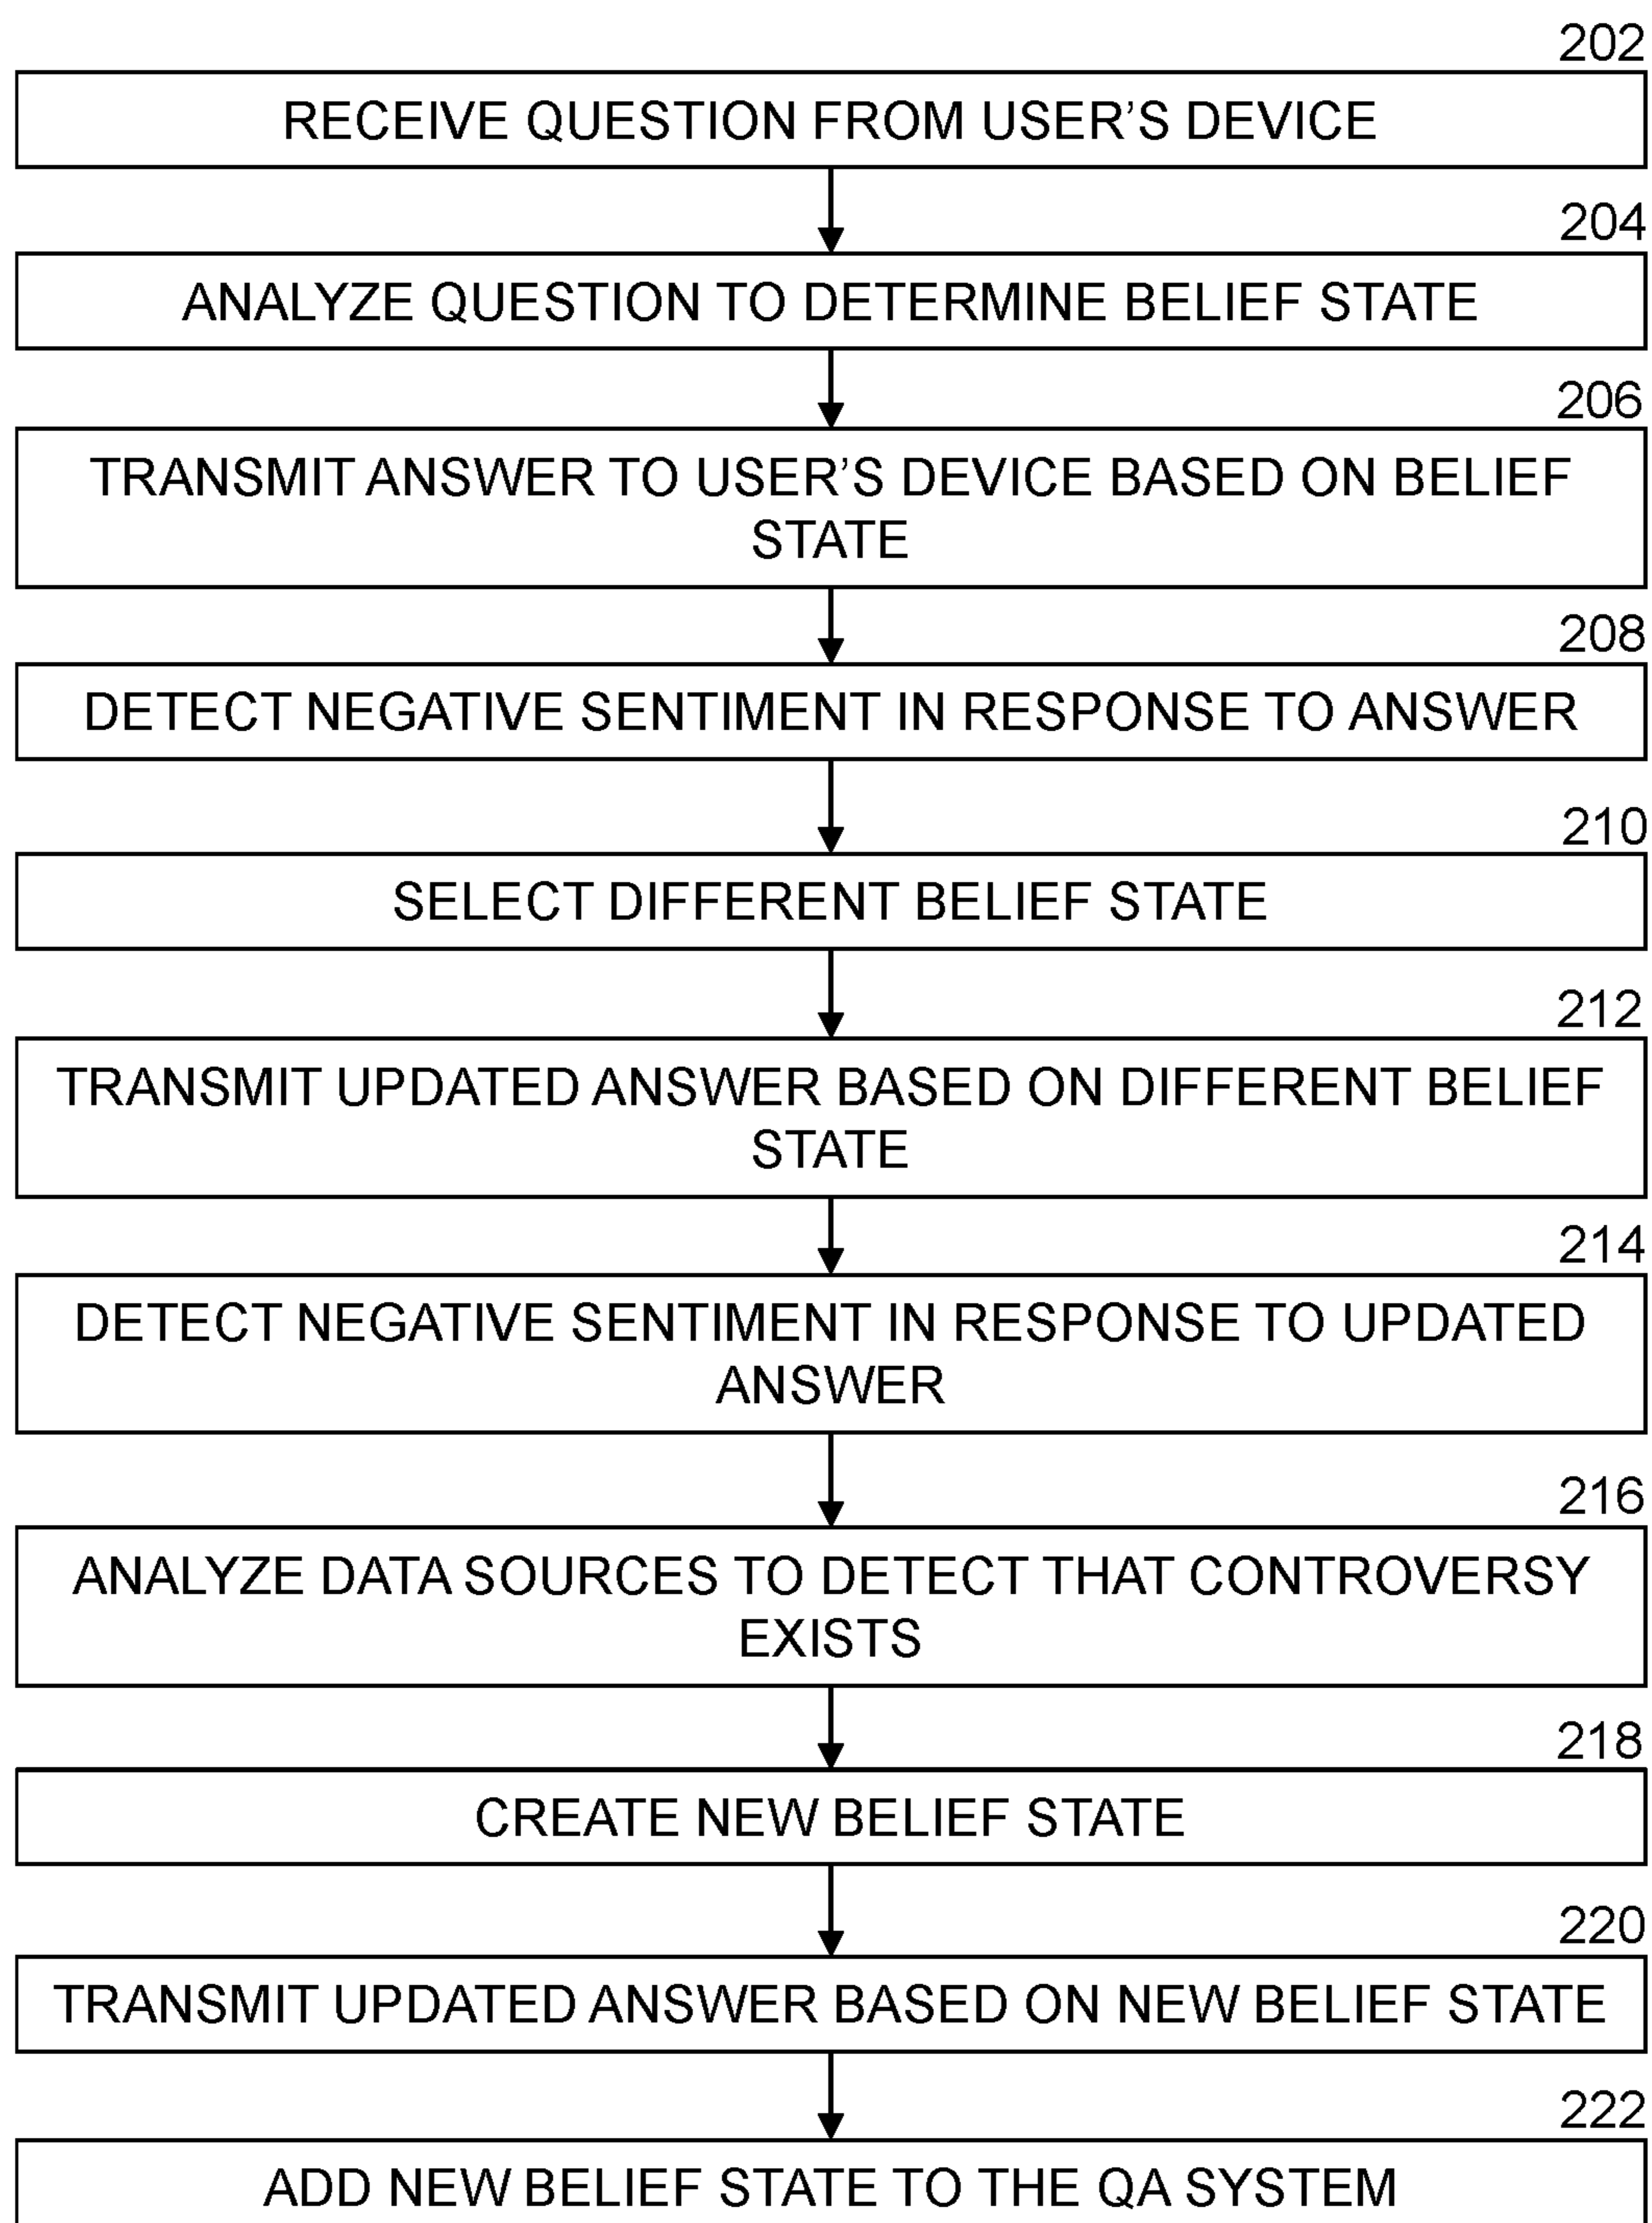 202
RECEIVE QUESTION FROM USER'S DEVICE
204
ANALYZE QUESTION TO DETERMINE BELIEF STATE
206
TRANSMIT ANSWER TO USER'S DEVICE BASED ON BELIEF
STATE
208
DETECT NEGATIVE SENTIMENT IN RESPONSE TO ANSWER
210
SELECT DIFFERENT BELIEF STATE
212
TRANSMIT UPDATED ANSWER BASED ON DIFFERENT BELIEF
STATE
214
DETECT NEGATIVE SENTIMENT IN RESPONSE TO UPDATED
ANSWER
216
ANALYZE DATA SOURCES TO DETECT THAT CONTROVERSY
EXISTS
218
CREATE NEW BELIEF STATE
220
TRANSMIT UPDATED ANSWER BASED ON NEW BELIEF STATE
222
ADD NEW BELIEF STATE TO THE QA SYSTEM